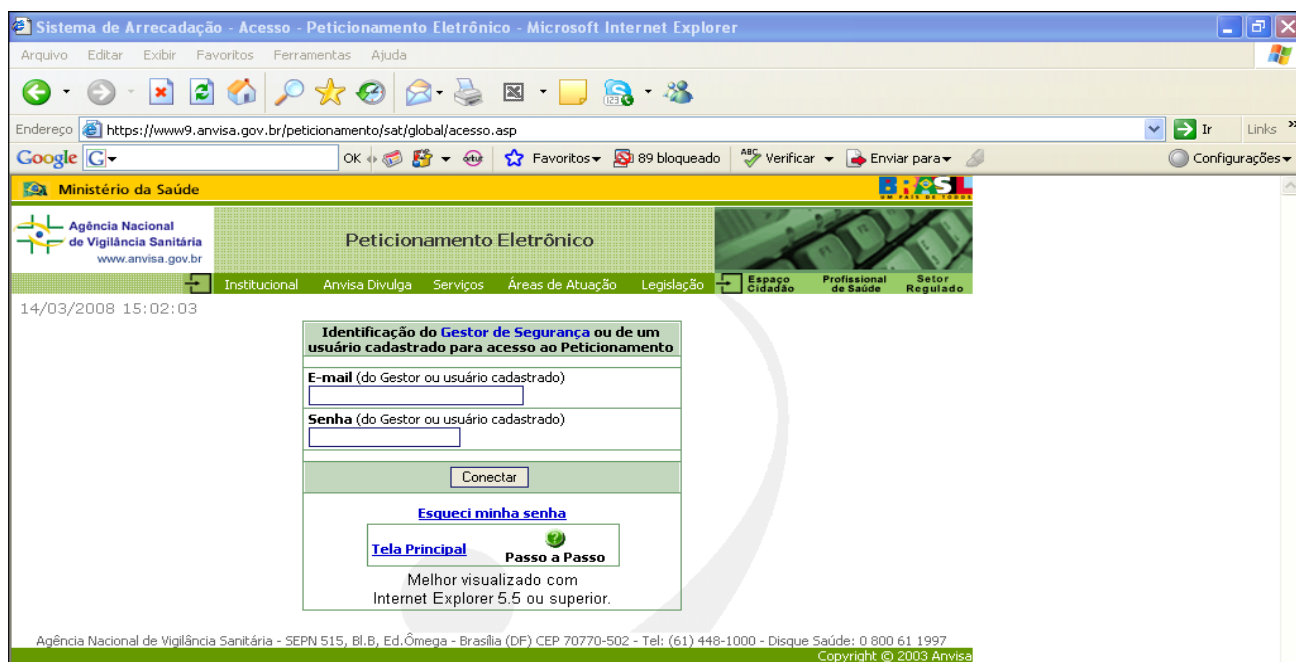 Sistema de Arrecadação - Acesso - Peticionamento Eletrônico - Microsoft Internet Explorer
Arquivo Editar Exibir Favoritos Ferramentas Ajuda
Endereço https://www9.anvisa.gov.br/peticionamento/sat/global/acesso.asp Ir Links »
Google G OK Favoritos 89 bloqueado ABC Verificar Enviar para Configurações
Ministério da Saúde
BRASIL
UM PAÍS DE TODOS
Agência Nacional
de Vigilância Sanitária
www.anvisa.gov.br
Peticionamento Eletrônico
Institucional Anvisa Divulga Serviços Áreas de Atuação Legislação
Espaço
Cidadão
Profissional
de Saúde
Setor
Regulado
14/03/2008 15:02:03
Identificação do Gestor de Segurança ou de um
usuário cadastrado para acesso ao Peticionamento
E-mail (do Gestor ou usuário cadastrado)
Senha (do Gestor ou usuário cadastrado)
Conectar
Esqueci minha senha
Tela Principal
Passo a Passo
Melhor visualizado com
Internet Explorer 5.5 ou superior.
Agência Nacional de Vigilância Sanitária - SEPN 515, Bl.B, Ed.Ômega - Brasília (DF) CEP 70770-502 - Tel: (61) 448-1000 - Disque Saúde: 0 800 61 1997
Copyright © 2003 Anvisa